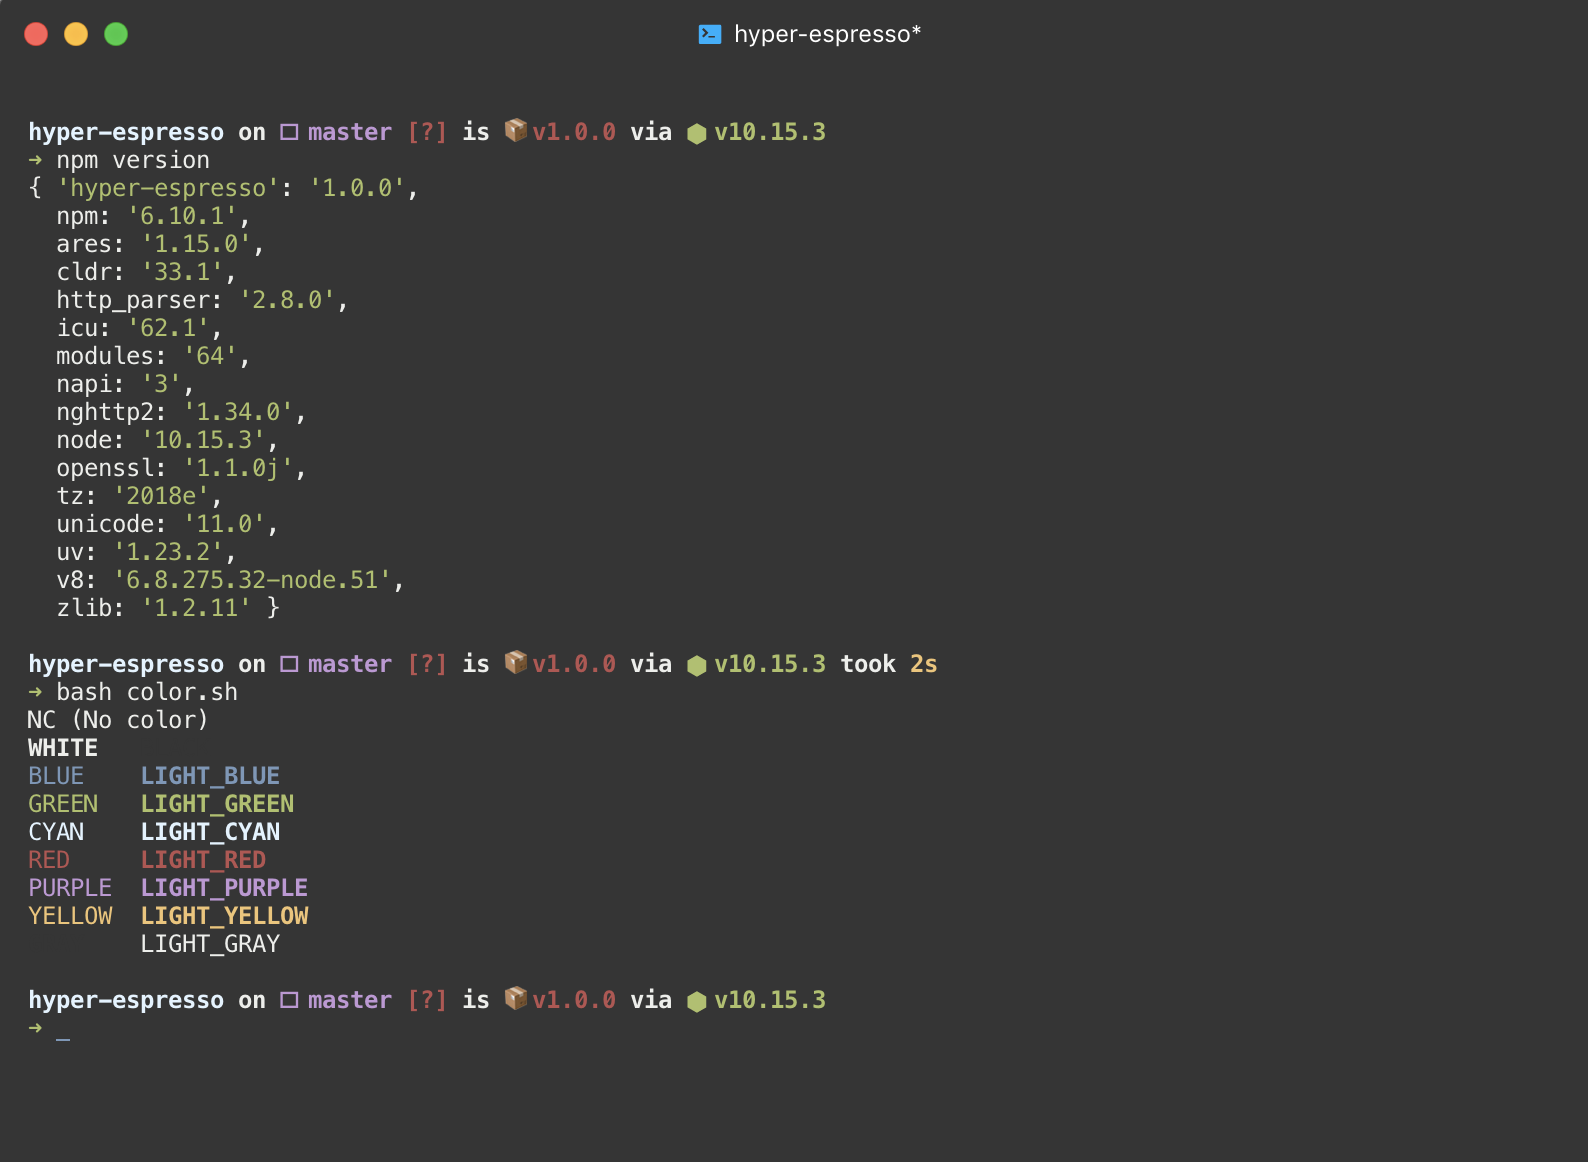 hyper-espresso*
hyper-espresso on □ master [?] is 📦v1.0.0 via ⬢ v10.15.3
➜ npm version
{ 'hyper-espresso': '1.0.0',
  npm: '6.10.1',
  ares: '1.15.0',
  cldr: '33.1',
  http_parser: '2.8.0',
  icu: '62.1',
  modules: '64',
  napi: '3',
  nghttp2: '1.34.0',
  node: '10.15.3',
  openssl: '1.1.0j',
  tz: '2018e',
  unicode: '11.0',
  uv: '1.23.2',
  v8: '6.8.275.32-node.51',
  zlib: '1.2.11' }
hyper-espresso on □ master [?] is 📦v1.0.0 via ⬢ v10.15.3 took 2s
➜ bash color.sh
NC (No color)
WHITE
BLUE    LIGHT_BLUE
GREEN   LIGHT_GREEN
CYAN    LIGHT_CYAN
RED     LIGHT_RED
PURPLE  LIGHT_PURPLE
YELLOW  LIGHT_YELLOW
        LIGHT_GRAY
hyper-espresso on □ master [?] is 📦v1.0.0 via ⬢ v10.15.3
➜ _